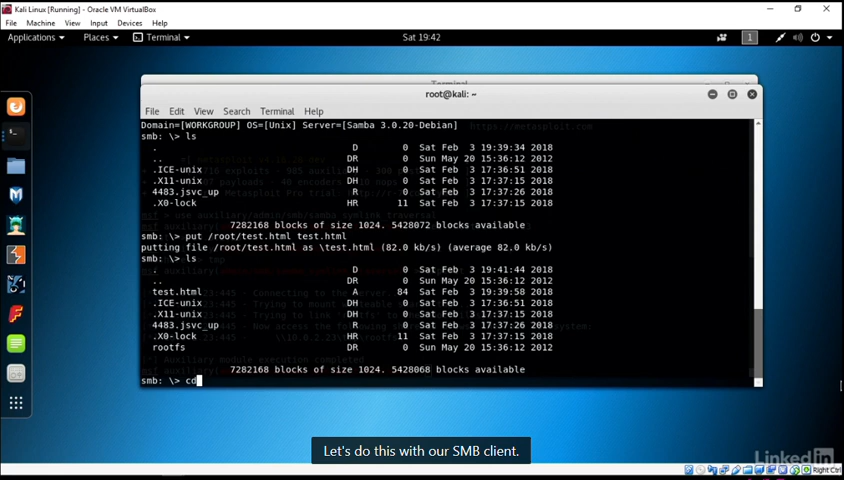 Kali Linux [Running] - Oracle VM VirtualBox
File Machine View Input Devices Help
Applications Places Terminal Sat 19:42 1
Terminal
root@kali: ~
File Edit View Search Terminal Help
Domain=[WORKGROUP] OS=[Unix] Server=[Samba 3.0.20-Debian]
smb: \> ls
. D 0 Sat Feb 3 19:39:34 2018
.. DR 0 Sun May 20 15:36:12 2012
.ICE-unix DH 0 Sat Feb 3 17:36:51 2018
.X11-unix DH 0 Sat Feb 3 17:37:15 2018
4483.jsvc_up R 0 Sat Feb 3 17:37:26 2018
.X0-lock HR 11 Sat Feb 3 17:37:15 2018
7282168 blocks of size 1024. 5428072 blocks available
smb: \> put /root/test.html test.html
putting file /root/test.html as \test.html (82.0 kb/s) (average 82.0 kb/s)
smb: \> ls
. D 0 Sat Feb 3 19:41:44 2018
.. DR 0 Sun May 20 15:36:12 2012
test.html A 84 Sat Feb 3 19:39:58 2018
.ICE-unix DH 0 Sat Feb 3 17:36:51 2018
.X11-unix DH 0 Sat Feb 3 17:37:15 2018
4483.jsvc_up R 0 Sat Feb 3 17:37:26 2018
.X0-lock HR 11 Sat Feb 3 17:37:15 2018
rootfs DR 0 Sun May 20 15:36:12 2012
7282168 blocks of size 1024. 5428068 blocks available
smb: \> cd
Let's do this with our SMB client.
LinkedIn
Right Ctrl